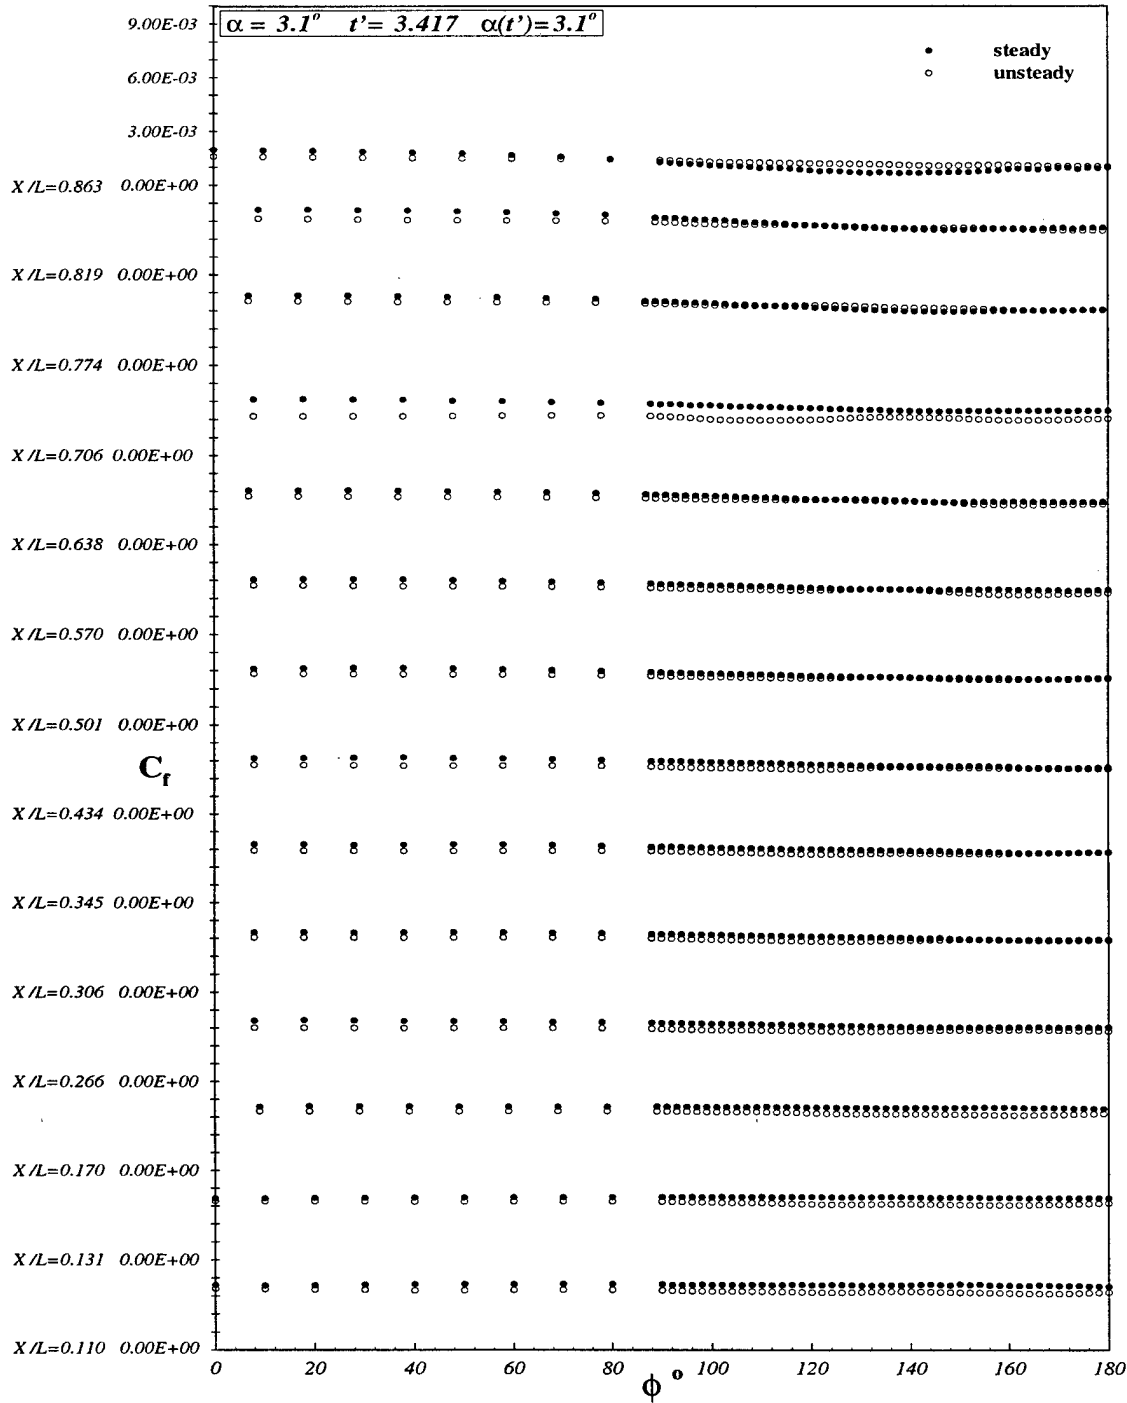 α = 3.1° t'= 3.417 α(t')=3.1°
steady
unsteady
9.00E-03
6.00E-03
3.00E-03
X/L=0.863 0.00E+00
X/L=0.819 0.00E+00
X/L=0.774 0.00E+00
X/L=0.706 0.00E+00
X/L=0.638 0.00E+00
X/L=0.570 0.00E+00
X/L=0.501 0.00E+00
Cf
X/L=0.434 0.00E+00
X/L=0.345 0.00E+00
X/L=0.306 0.00E+00
X/L=0.266 0.00E+00
X/L=0.170 0.00E+00
X/L=0.131 0.00E+00
X/L=0.110 0.00E+00
0 20 40 60 80 100 120 140 160 180
ϕ °